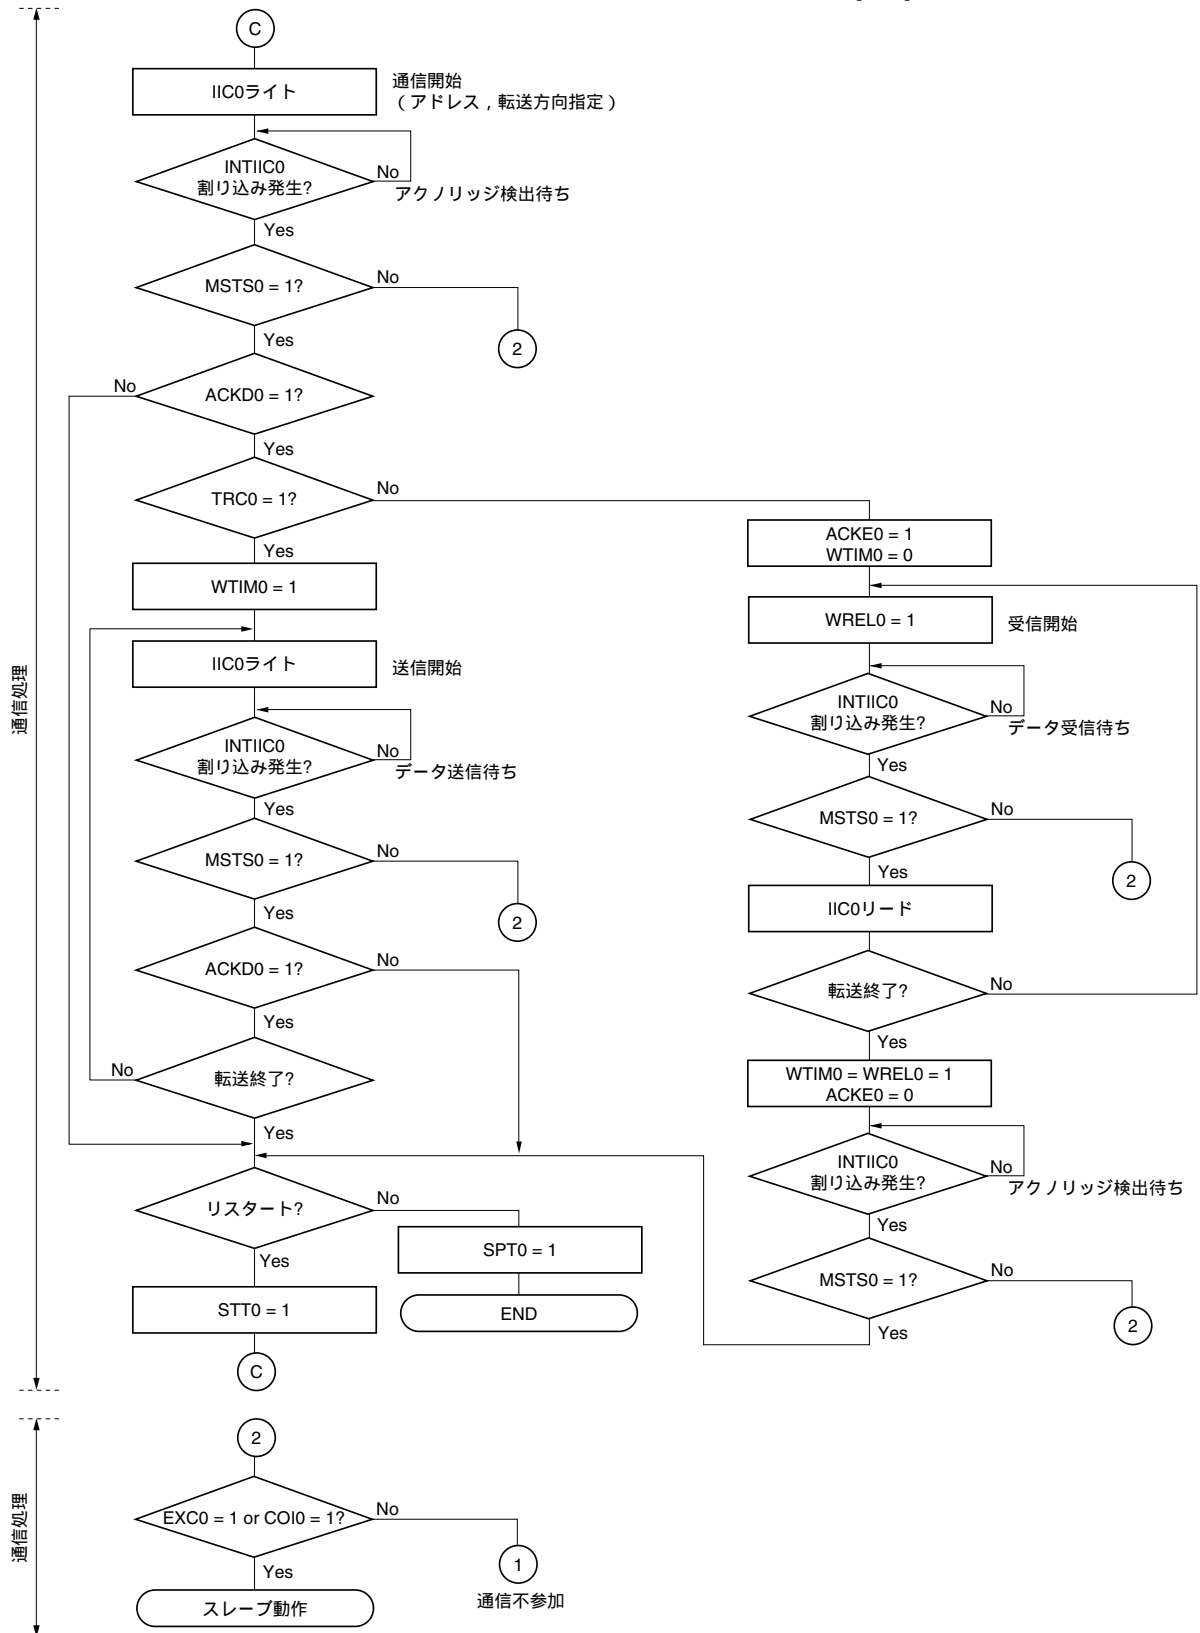 C
IIC0ライト
通信開始
（アドレス，転送方向指定）
INTIIC0
割り込み発生?
No
アクノリッジ検出待ち
Yes
MSTS0 = 1?
No
2
Yes
ACKD0 = 1?
No
Yes
TRC0 = 1?
No
Yes
WTIM0 = 1
IIC0ライト
送信開始
INTIIC0
割り込み発生?
No
データ送信待ち
Yes
MSTS0 = 1?
No
2
Yes
ACKD0 = 1?
No
Yes
転送終了?
No
Yes
リスタート?
No
SPT0 = 1
END
Yes
STT0 = 1
C
ACKE0 = 1
WTIM0 = 0
WREL0 = 1
受信開始
INTIIC0
割り込み発生?
No
データ受信待ち
Yes
MSTS0 = 1?
No
2
Yes
IIC0リード
転送終了?
No
Yes
WTIM0 = WREL0 = 1
ACKE0 = 0
INTIIC0
割り込み発生?
No
アクノリッジ検出待ち
Yes
MSTS0 = 1?
No
2
Yes
通信処理
2
EXC0 = 1 or COI0 = 1?
No
1
通信不参加
Yes
スレーブ動作
通信処理